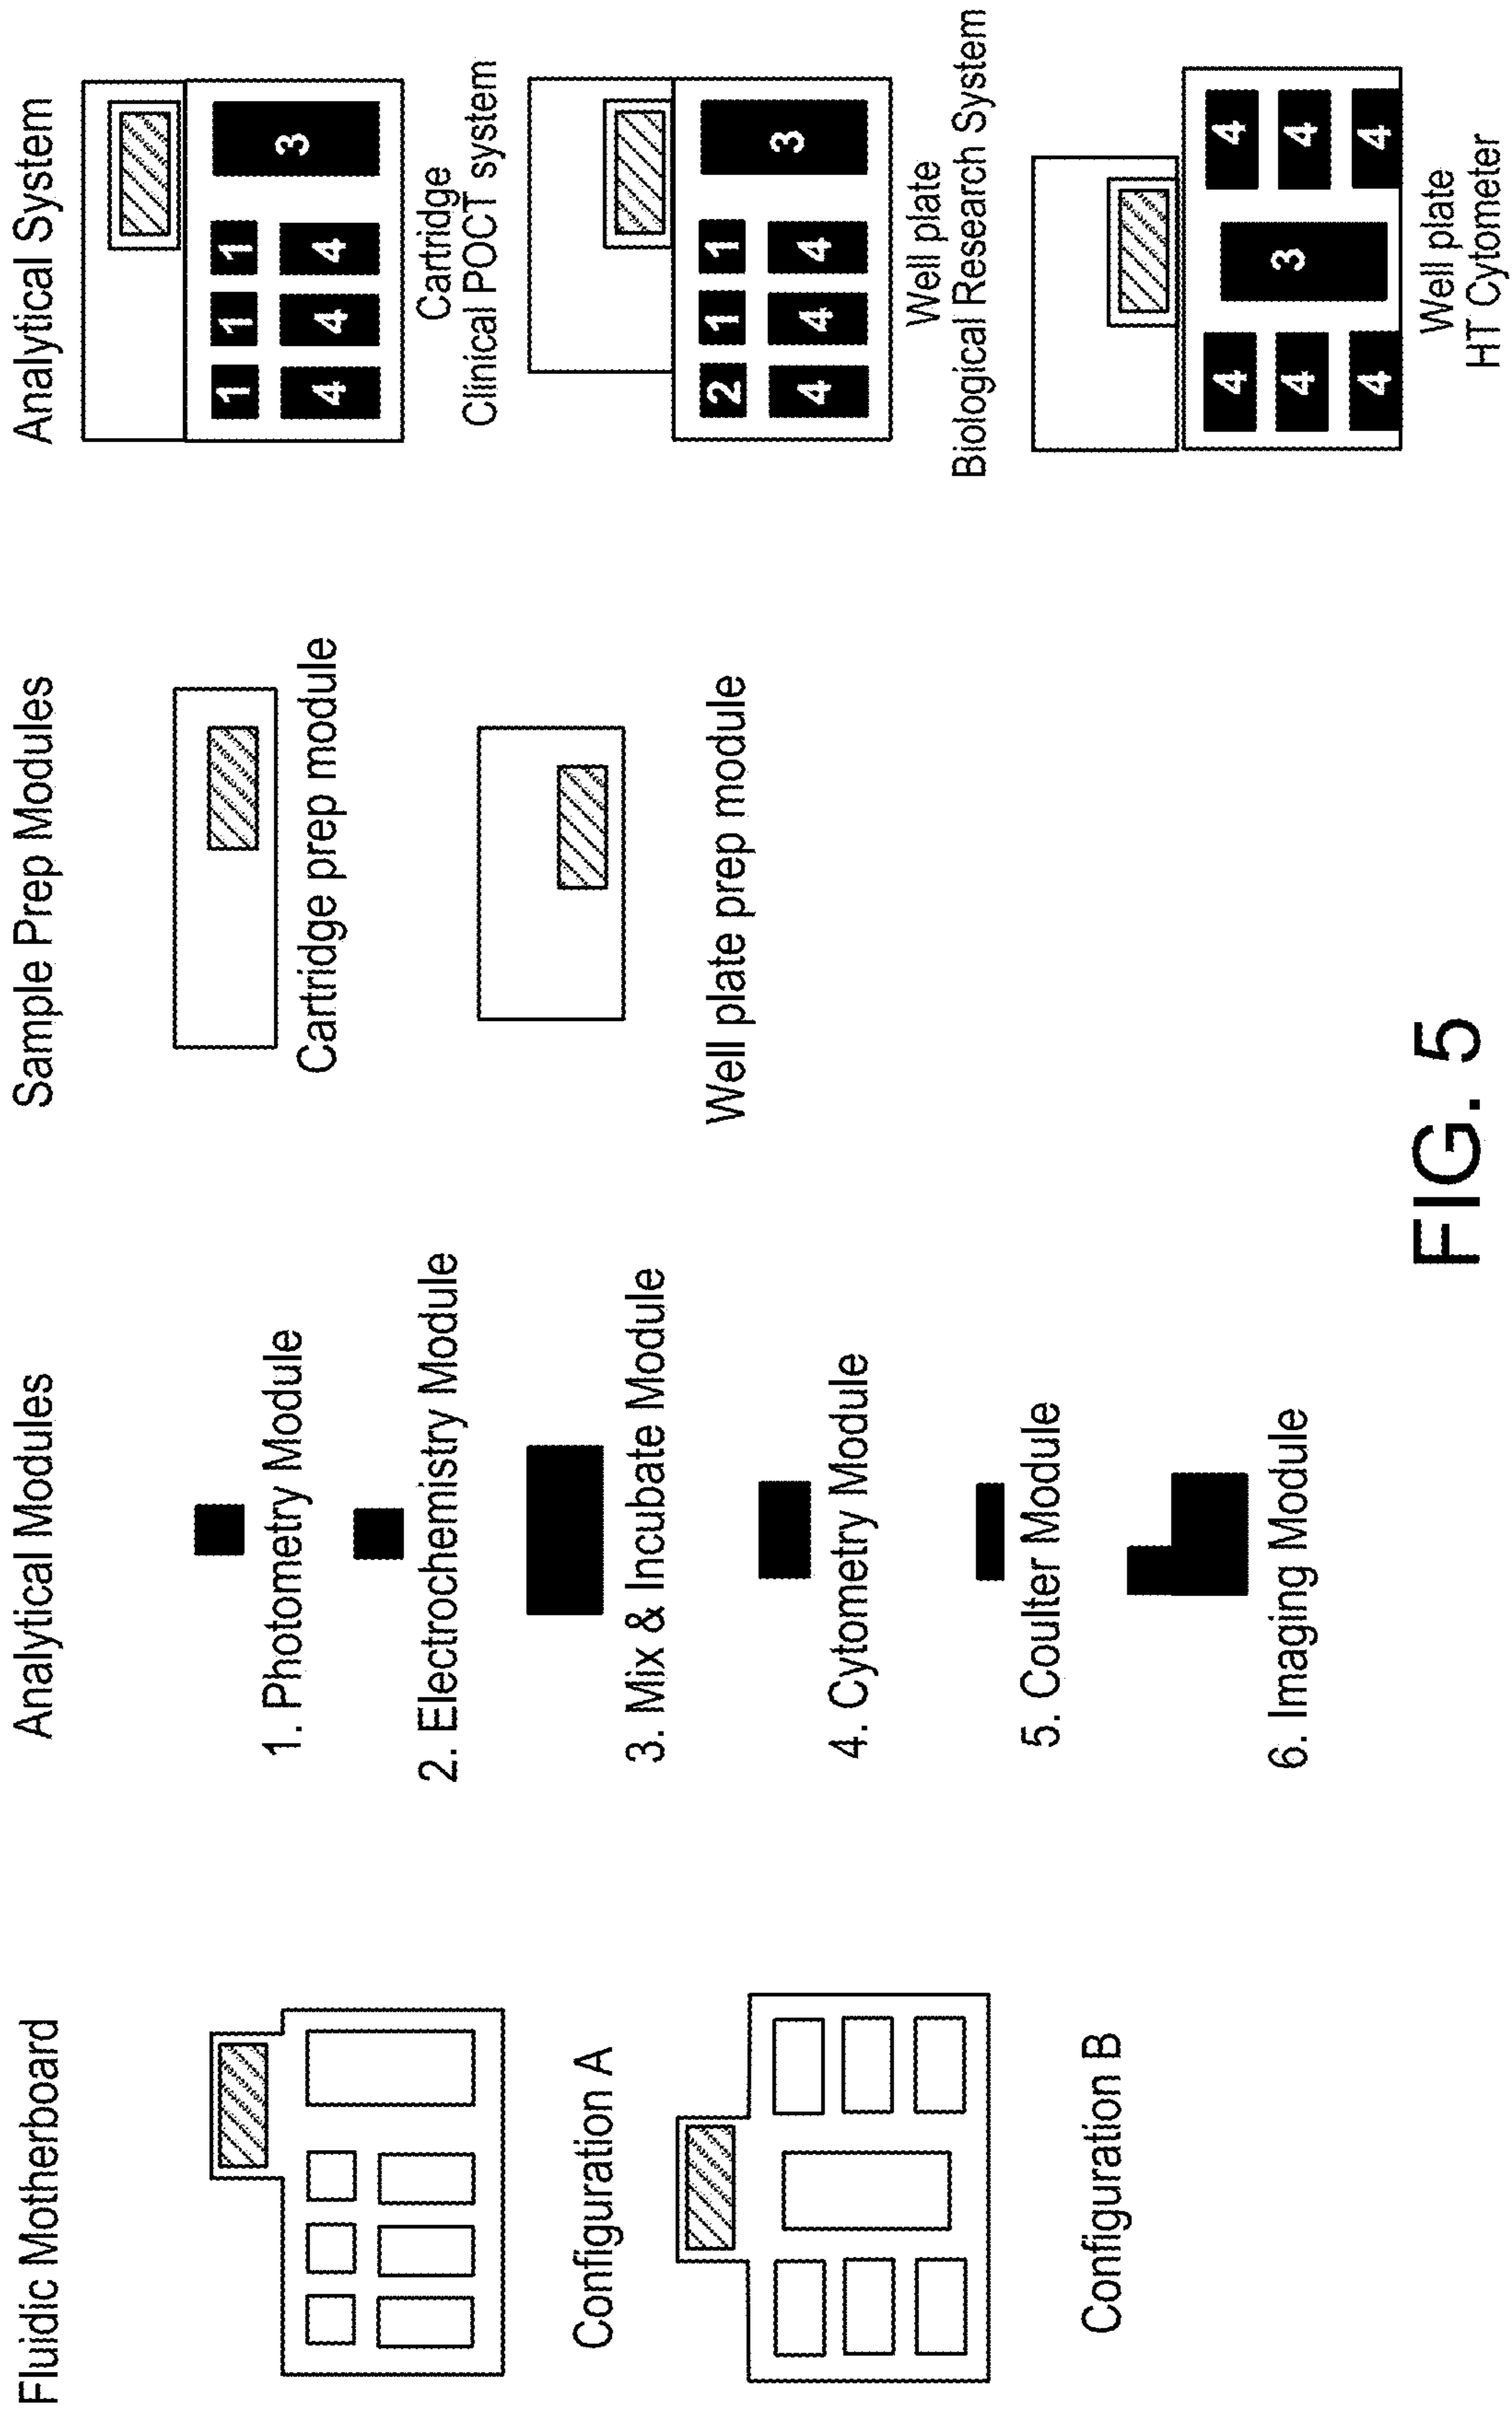 Fluidic Motherboard
Configuration A
Configuration B
Analytical Modules
1. Photometry Module
2. Electrochemistry Module
3. Mix & Incubate Module
4. Cytometry Module
5. Coulter Module
6. Imaging Module
Sample Prep Modules
Cartridge prep module
Well plate prep module
Analytical System
1 1 1
3
4 4 4
Cartridge
Clinical POCT system
2 1 1
3
4 4 4
Well plate
Biological Research System
4 4
4 3 4
4 4
Well plate
HT Cytometer
FIG. 5